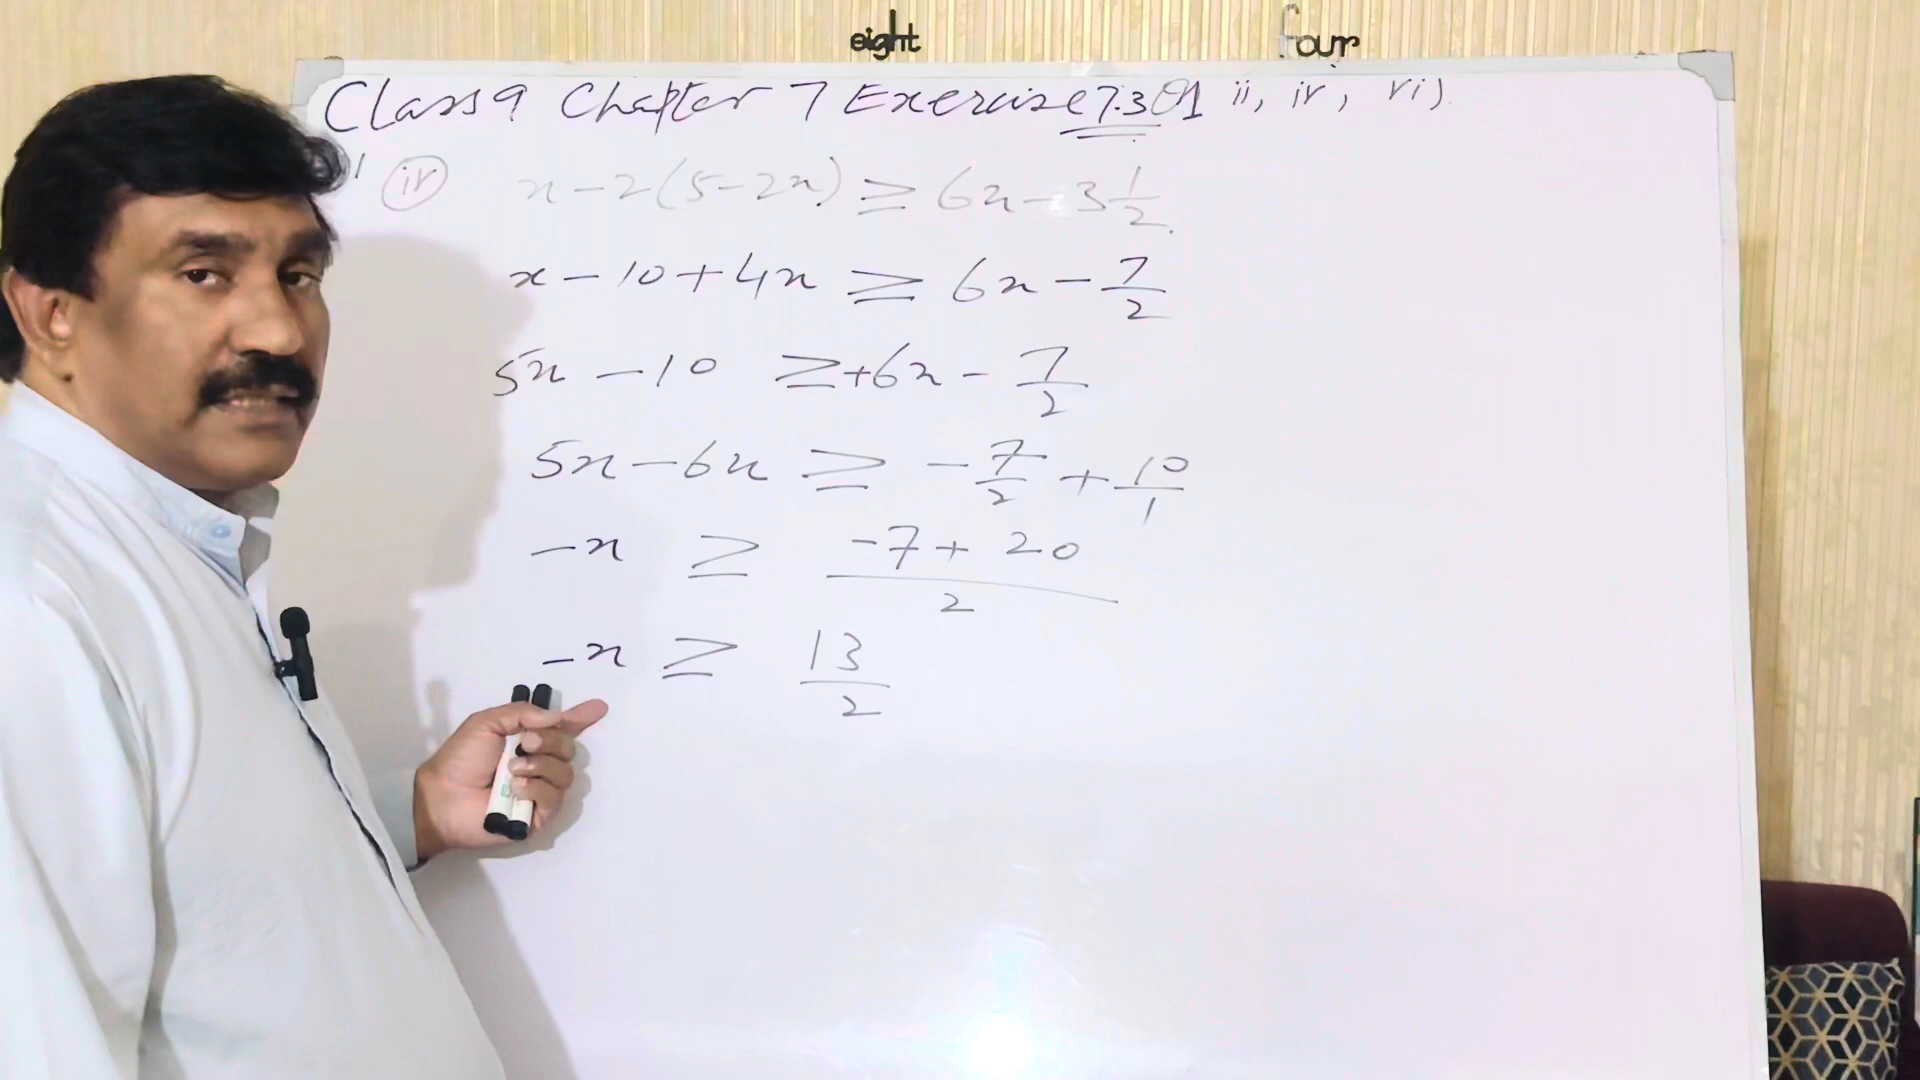 eight four
Class 9 Chapter 7 Exercise 7.3 Q1 ii, iv, vi)
iv x - 2(5 - 2x) ≥ 6x - 3 1/2
x - 10 + 4x ≥ 6x - 7/2
5x - 10 ≥ +6x - 7/2
5x - 6x ≥ - 7/2 + 10/1
-x ≥ (-7 + 20)/2
-x ≥ 13/2